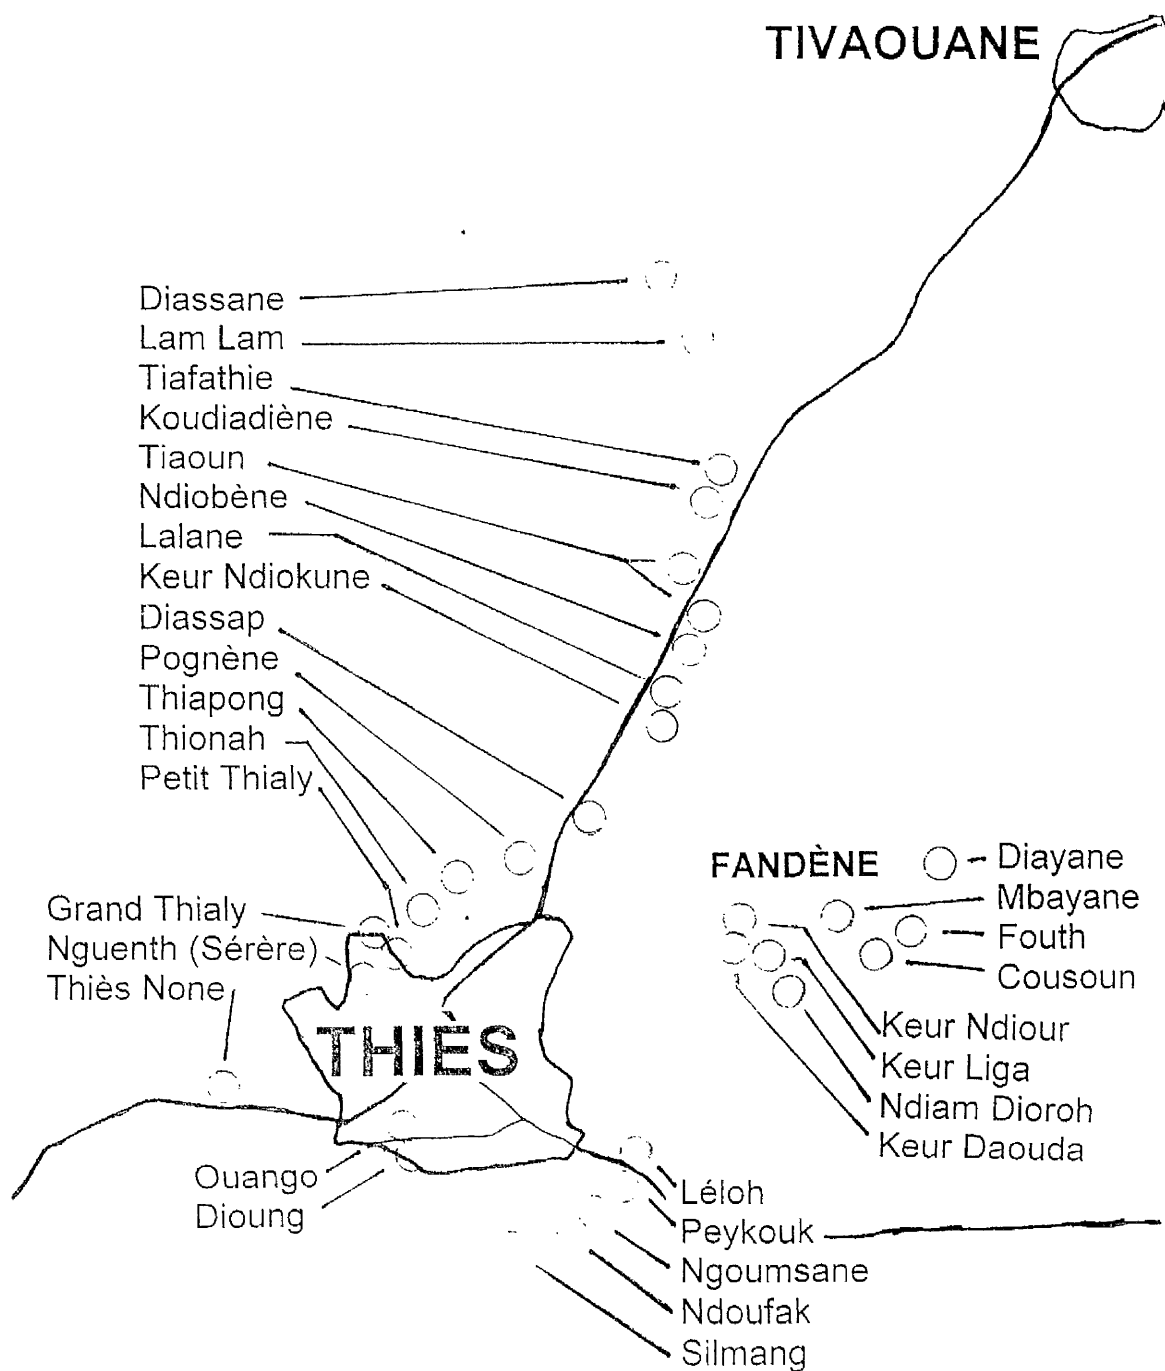 TIVAOUANE
Diassane
Lam Lam
Tiafathie
Koudiadiène
Tiaoun
Ndiobène
Lalane
Keur Ndiokune
Diassap
Pognène
Thiapong
Thionah
Petit Thialy
Grand Thialy
Nguenth (Sérère)
Thiès None
THIÈS
Ouango
Dioung
FANDÈNE
Diayane
Mbayane
Fouth
Cousoun
Keur Ndiour
Keur Liga
Ndiam Dioroh
Keur Daouda
Léloh
Peykouk
Ngoumsane
Ndoufak
Silmang